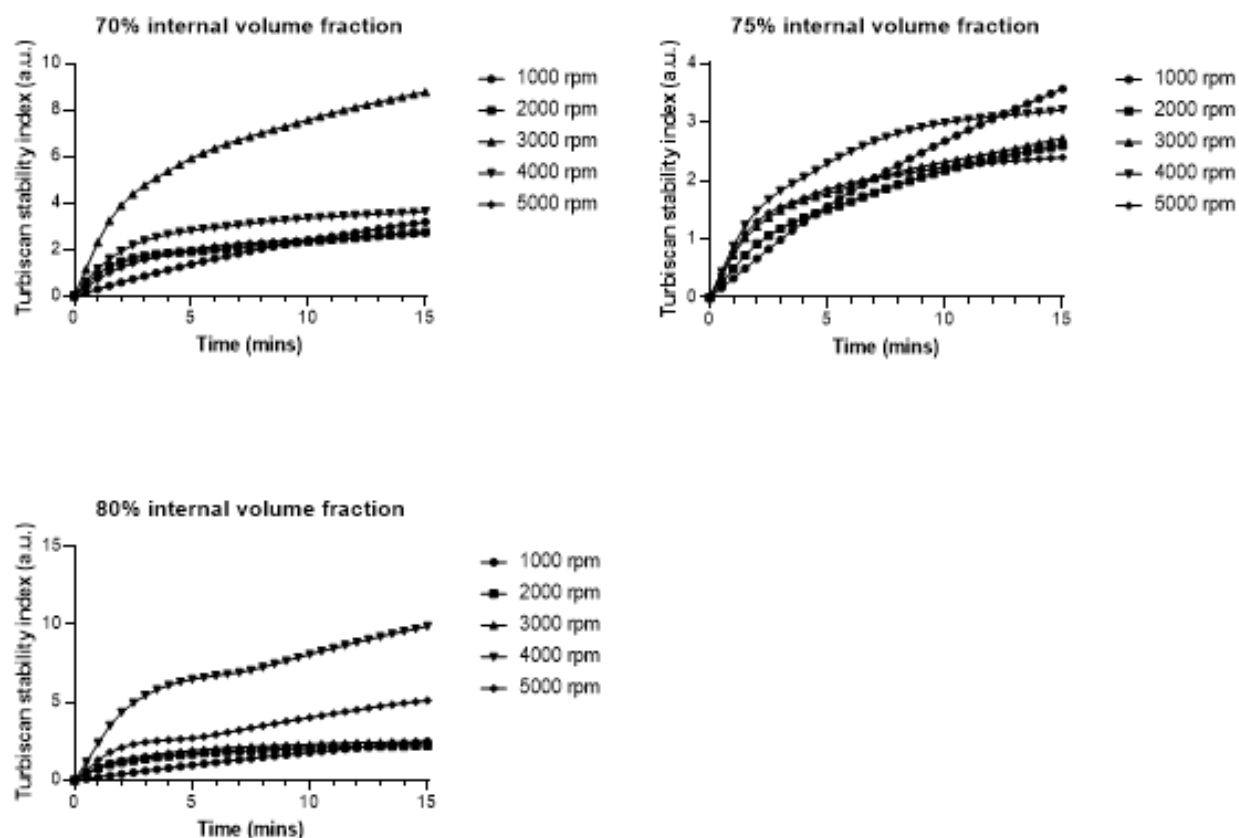 70% internal volume fraction
Turbiscan stability index (a.u.)
10
8
6
4
2
0
0 5 10 15
Time (mins)
1000 rpm
2000 rpm
3000 rpm
4000 rpm
5000 rpm
75% internal volume fraction
Turbiscan stability index (a.u.)
4
3
2
1
0
0 5 10 15
Time (mins)
1000 rpm
2000 rpm
3000 rpm
4000 rpm
5000 rpm
80% internal volume fraction
Turbiscan stability index (a.u.)
15
10
5
0
0 5 10 15
Time (mins)
1000 rpm
2000 rpm
3000 rpm
4000 rpm
5000 rpm